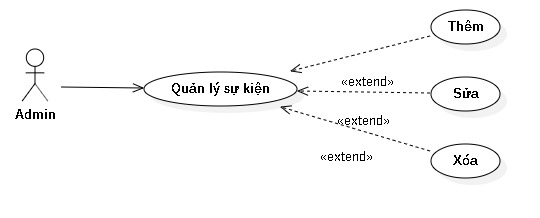 Thêm
«extend»
Quản lý sự kiện
Sửa
«extend»
Admin
Xóa
«extend»